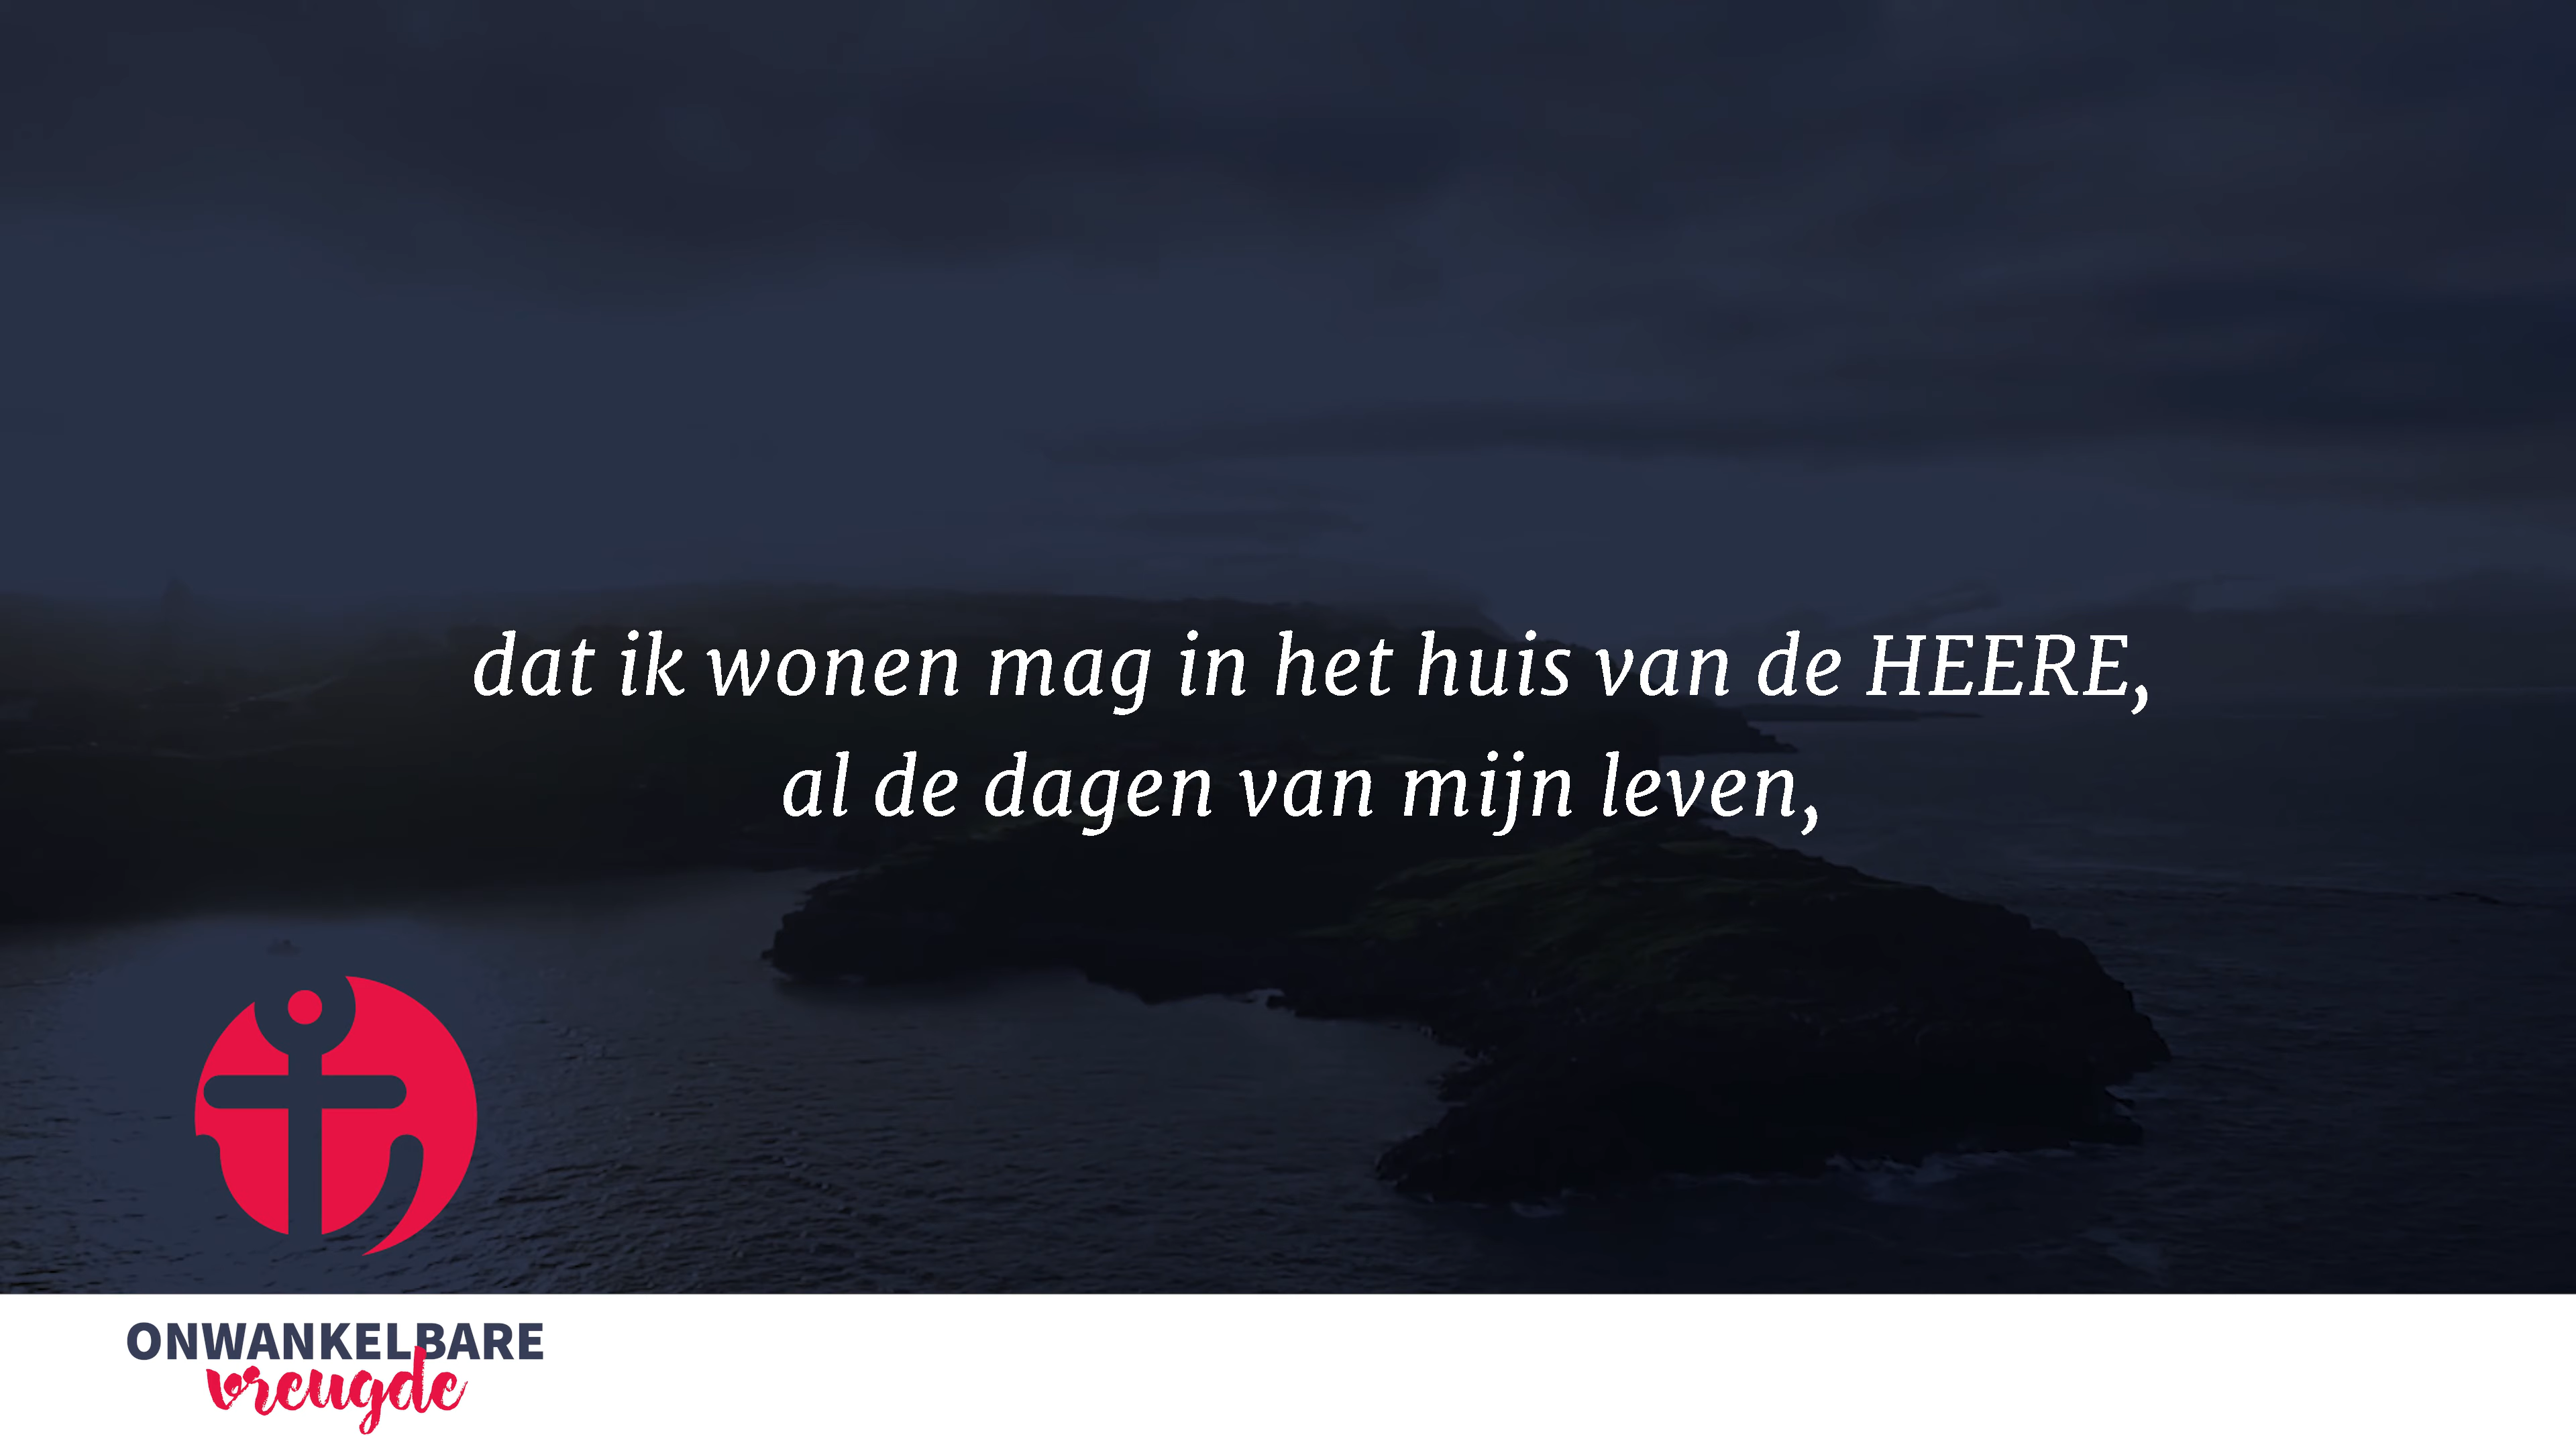 dat ik wonen mag in het huis van de HEERE,
al de dagen van mijn leven,
ONWANKELBARE
vreugde